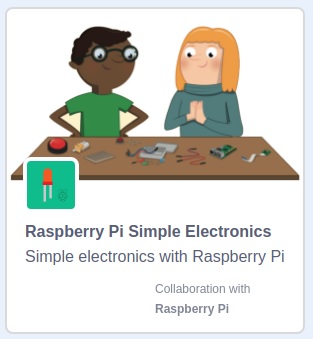 Raspberry Pi Simple Electronics
Simple electronics with Raspberry Pi
Collaboration with
Raspberry Pi